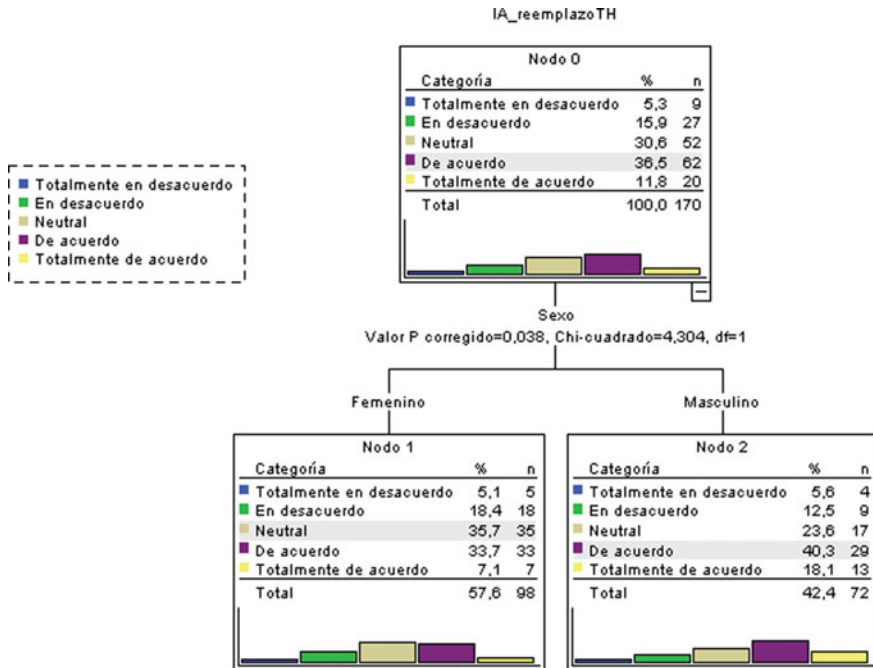 IA_reemplazoTH
Nodo 0
Categoría % n
Totalmente en desacuerdo 5,3 9
En desacuerdo 15,9 27
Neutral 30,6 52
De acuerdo 36,5 62
Totalmente de acuerdo 11,8 20
Total 100,0 170
Totalmente en desacuerdo
En desacuerdo
Neutral
De acuerdo
Totalmente de acuerdo
Sexo
Valor P corregido=0,038, Chi-cuadrado=4,304, df=1
Femenino
Masculino
Nodo 1
Categoría % n
Totalmente en desacuerdo 5,1 5
En desacuerdo 18,4 18
Neutral 35,7 35
De acuerdo 33,7 33
Totalmente de acuerdo 7,1 7
Total 57,6 98
Nodo 2
Categoría % n
Totalmente en desacuerdo 5,6 4
En desacuerdo 12,5 9
Neutral 23,6 17
De acuerdo 40,3 29
Totalmente de acuerdo 18,1 13
Total 42,4 72